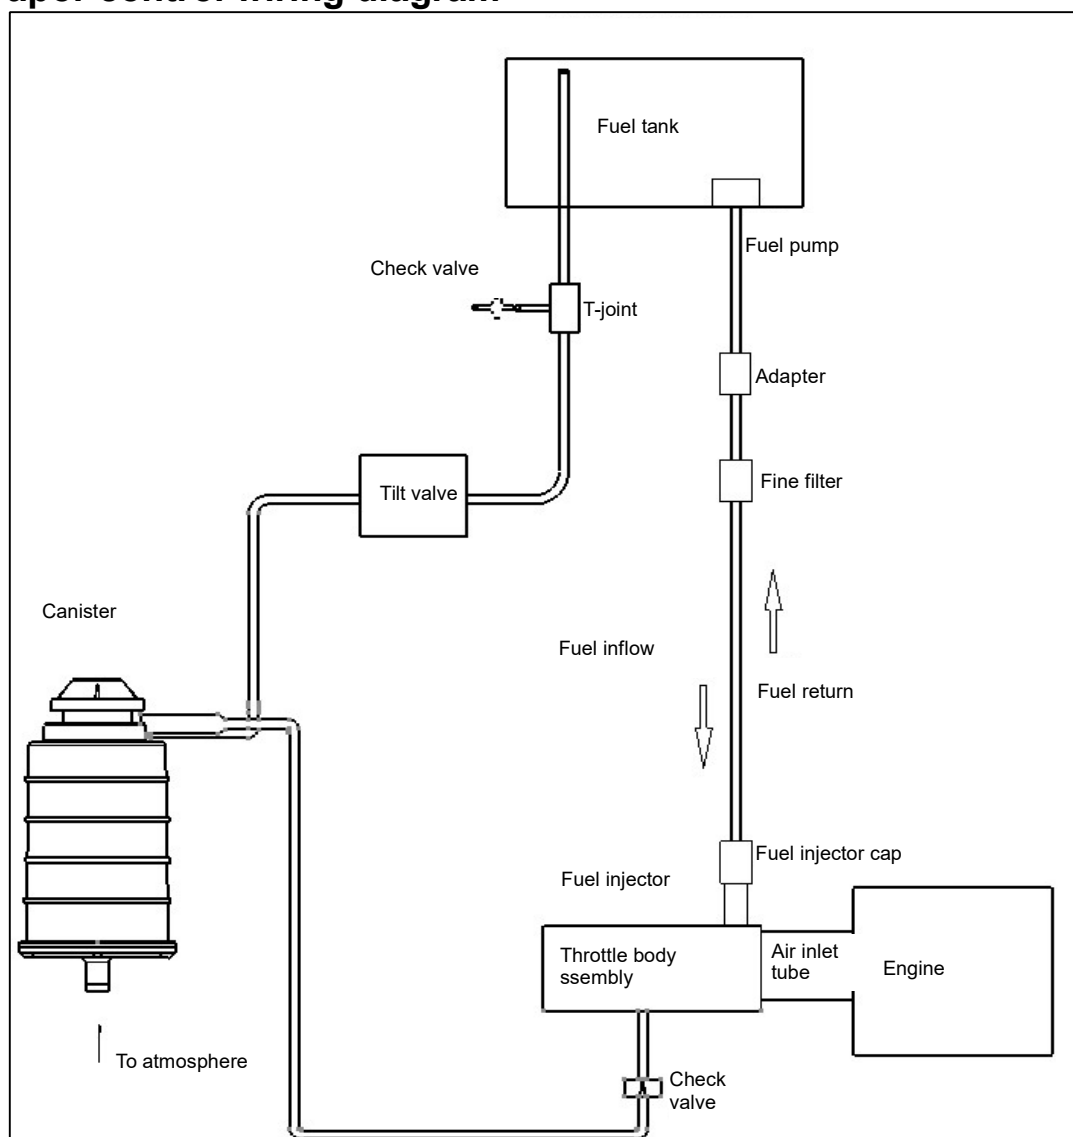 Fuel tank
Fuel pump
Check valve
T-joint
Adapter
Fine filter
Tilt valve
Canister
Fuel inflow
Fuel return
Fuel injector cap
Fuel injector
Throttle body
ssembly
Air inlet
tube
Engine
To atmosphere
Check
valve